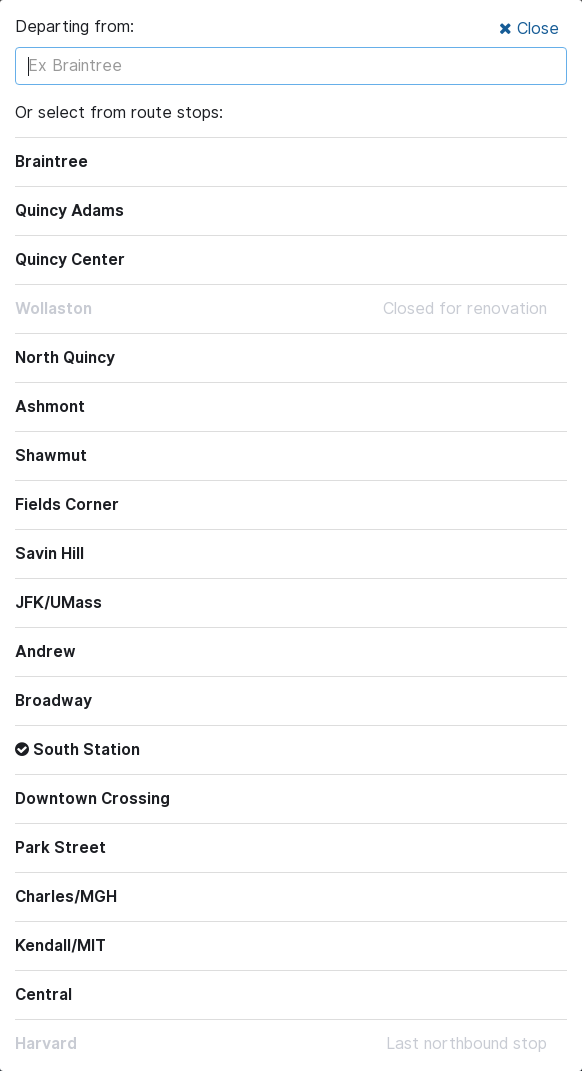 Departing from:
Close
Ex Braintree
Or select from route stops:
Braintree
Quincy Adams
Quincy Center
Wollaston Closed for renovation
North Quincy
Ashmont
Shawmut
Fields Corner
Savin Hill
JFK/UMass
Andrew
Broadway
South Station
Downtown Crossing
Park Street
Charles/MGH
Kendall/MIT
Central
Harvard Last northbound stop